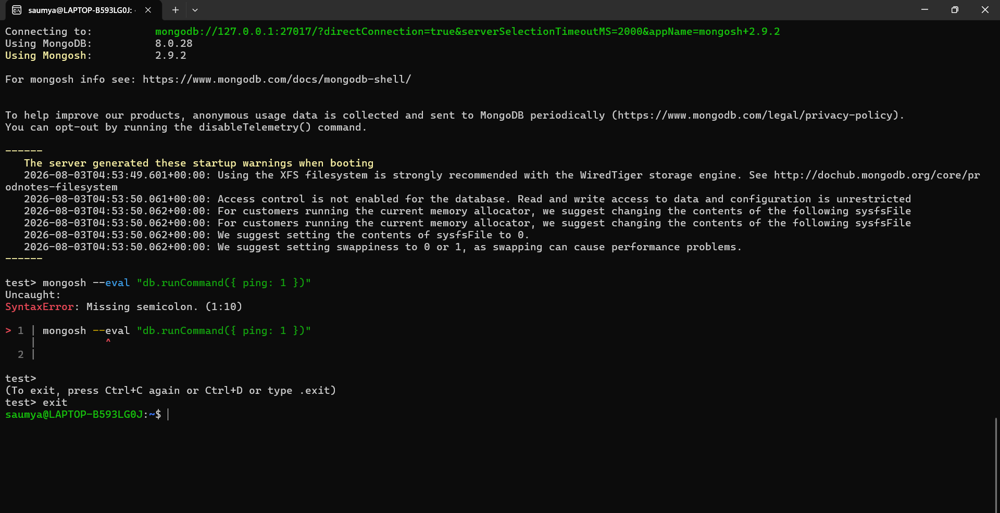 saumya@LAPTOP-B593LG0J: ·
Connecting to: mongodb://127.0.0.1:27017/?directConnection=true&serverSelectionTimeoutMS=2000&appName=mongosh+2.9.2
Using MongoDB: 8.0.28
Using Mongosh: 2.9.2
For mongosh info see: https://www.mongodb.com/docs/mongodb-shell/
To help improve our products, anonymous usage data is collected and sent to MongoDB periodically (https://www.mongodb.com/legal/privacy-policy).
You can opt-out by running the disableTelemetry() command.
------
The server generated these startup warnings when booting
2026-08-03T04:53:49.601+00:00: Using the XFS filesystem is strongly recommended with the WiredTiger storage engine. See http://dochub.mongodb.org/core/pr
odnotes-filesystem
2026-08-03T04:53:50.061+00:00: Access control is not enabled for the database. Read and write access to data and configuration is unrestricted
2026-08-03T04:53:50.062+00:00: For customers running the current memory allocator, we suggest changing the contents of the following sysfsFile
2026-08-03T04:53:50.062+00:00: For customers running the current memory allocator, we suggest changing the contents of the following sysfsFile
2026-08-03T04:53:50.062+00:00: We suggest setting the contents of sysfsFile to 0.
2026-08-03T04:53:50.062+00:00: We suggest setting swappiness to 0 or 1, as swapping can cause performance problems.
------
test> mongosh --eval "db.runCommand({ ping: 1 })"
Uncaught:
SyntaxError: Missing semicolon. (1:10)
> 1 | mongosh --eval "db.runCommand({ ping: 1 })"
| ^
2 |
test>
(To exit, press Ctrl+C again or Ctrl+D or type .exit)
test> exit
saumya@LAPTOP-B593LG0J:~$